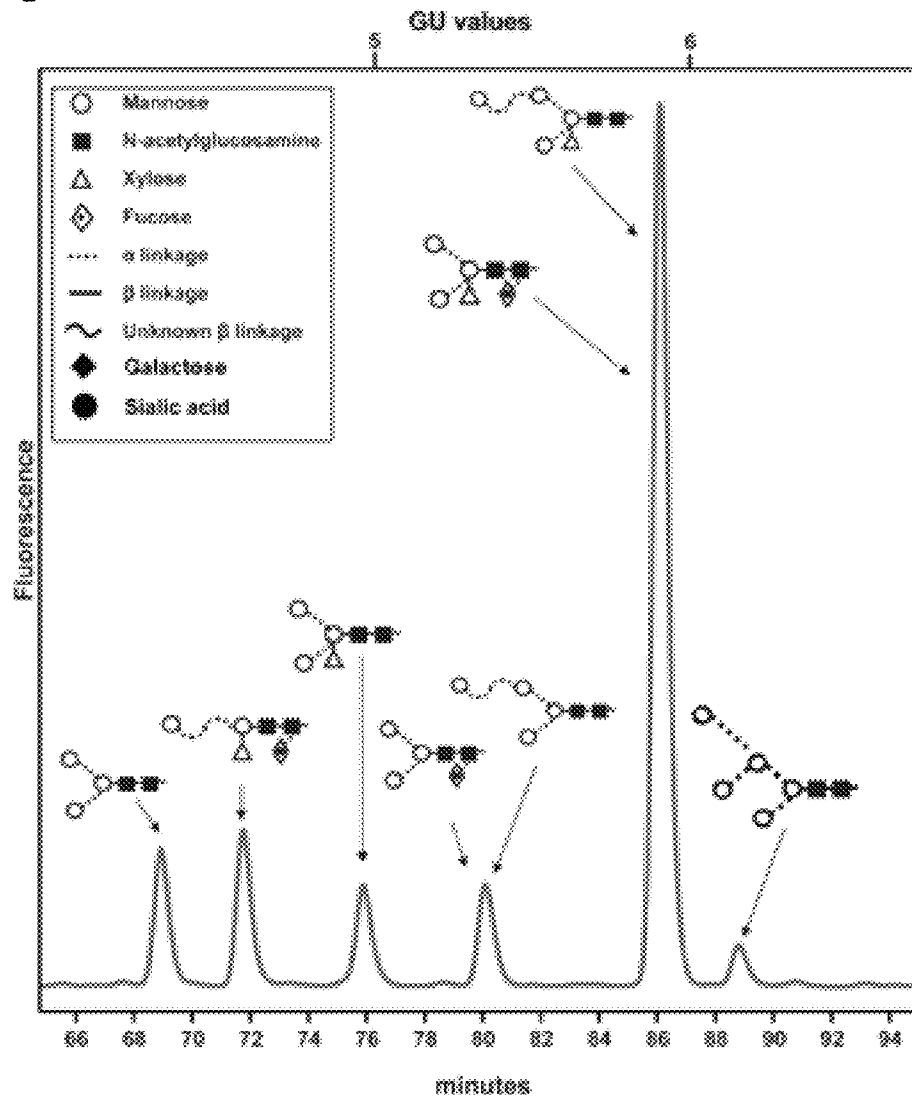 GU values
5 6
Mannose
N-acetylglucosamine
Xylose
Fucose
α linkage
β linkage
Unknown β linkage
Galactose
Sialic acid
Fluorescence
66 68 70 72 74 76 78 80 82 84 86 88 90 92 94
minutes